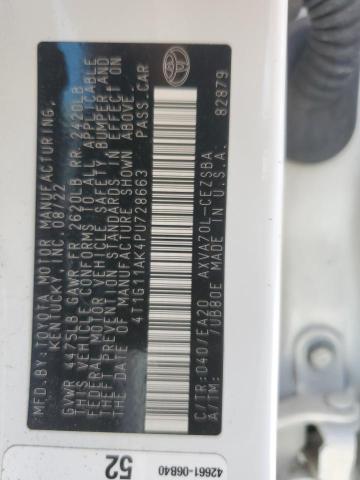 MFD.BY:TOYOTA MOTOR MANUFACTURING,
KENTUCKY, INC. 08/22
GVWR 4475LB GAWR FR. 2620LB RR. 2420LB
THIS VEHICLE CONFORMS TO ALL APPLICABLE
FEDERAL MOTOR VEHICLE SAFETY, BUMPER, AND
THEFT PREVENTION STANDARDS IN EFFECT ON
THE DATE OF MANUFACTURE SHOWN ABOVE.
4T1G11AK4PU728663 PASS.CAR
C/TR:040/EA20 AXVA70L-CEZSBA
A/TM: 7UB80E MADE IN U.S.A.
82879
TOYOTA
42661-06B40
52